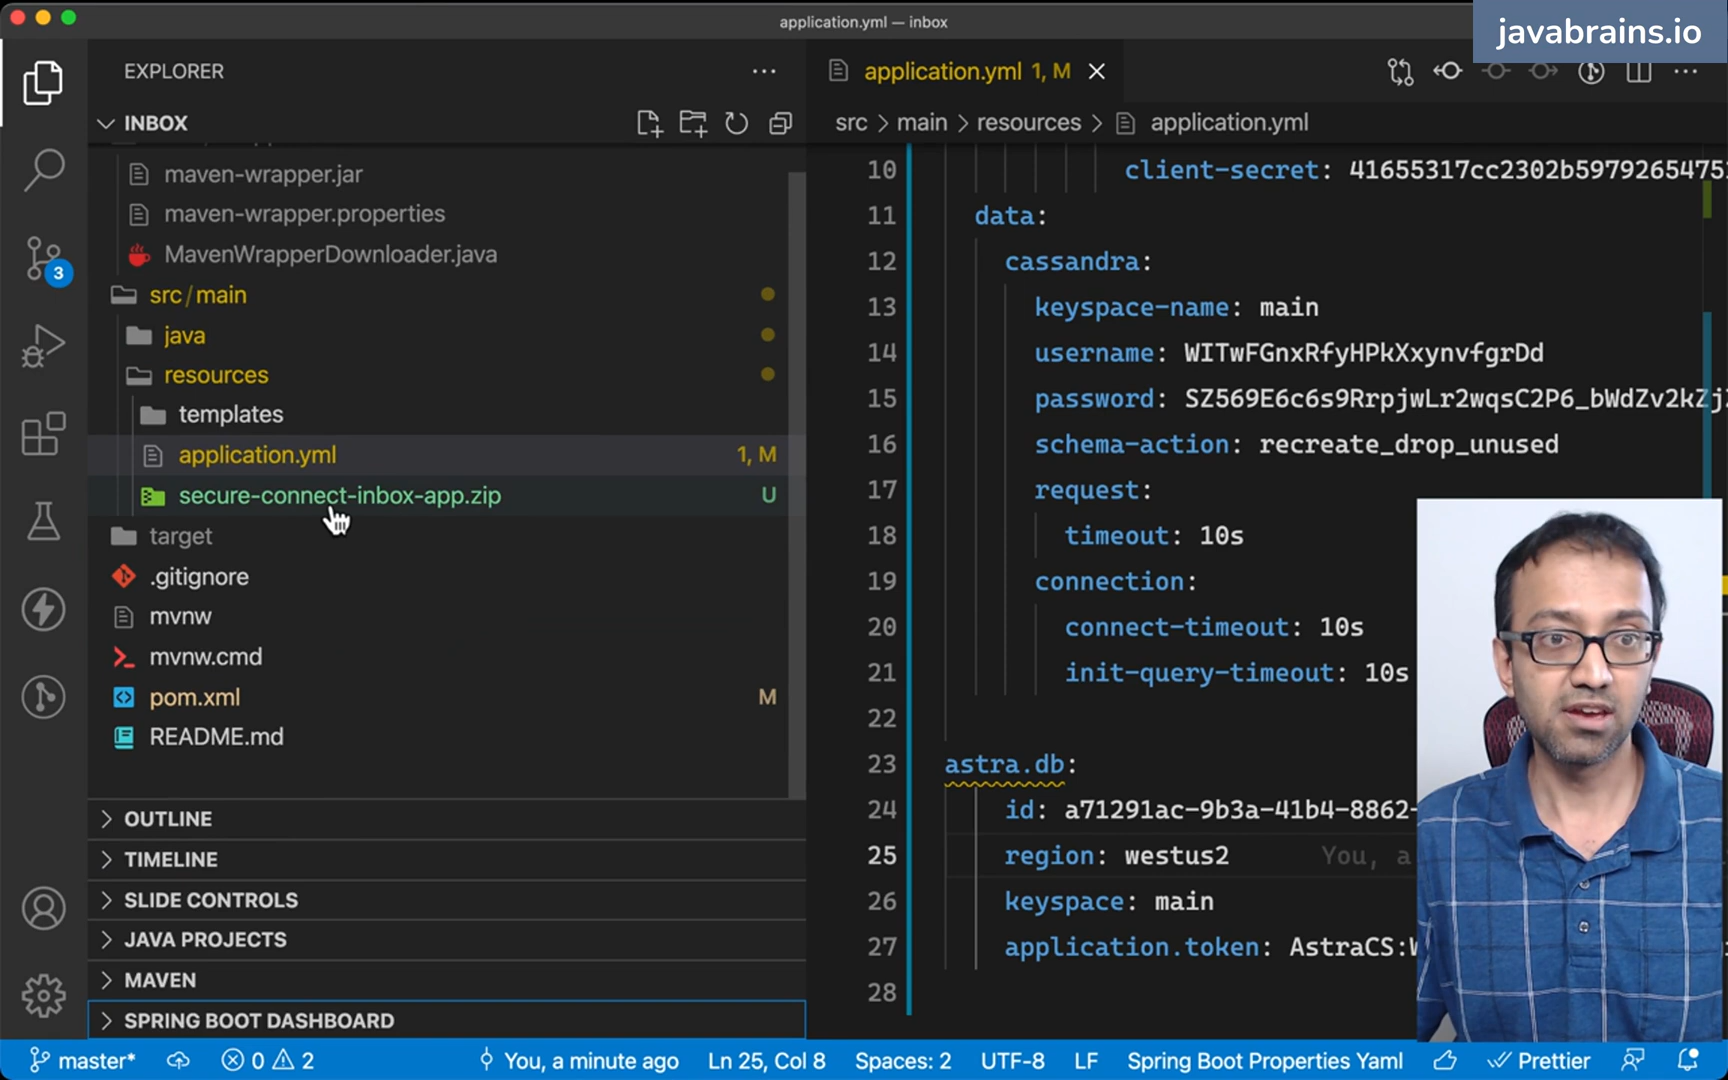 application.yml — inbox
javabrains.io
EXPLORER
INBOX
maven-wrapper.jar
maven-wrapper.properties
MavenWrapperDownloader.java
src/main
java
resources
templates
application.yml 1, M
secure-connect-inbox-app.zip U
target
.gitignore
mvnw
mvnw.cmd
pom.xml M
README.md
OUTLINE
TIMELINE
SLIDE CONTROLS
JAVA PROJECTS
MAVEN
SPRING BOOT DASHBOARD
3
application.yml 1, M
src > main > resources > application.yml
10 client-secret: 41655317cc2302b5979265475
11 data:
12 cassandra:
13 keyspace-name: main
14 username: WITwFGnxRfyHPkXxynvfgrDd
15 password: SZ569E6c6s9RrpjwLr2wqsC2P6_bWdZv2kZj
16 schema-action: recreate_drop_unused
17 request:
18 timeout: 10s
19 connection:
20 connect-timeout: 10s
21 init-query-timeout: 10s
22
23 astra.db:
24 id: a71291ac-9b3a-41b4-8862-
25 region: westus2 You, a
26 keyspace: main
27 application.token: AstraCS:
28
master* 0 2 You, a minute ago Ln 25, Col 8 Spaces: 2 UTF-8 LF Spring Boot Properties Yaml Prettier